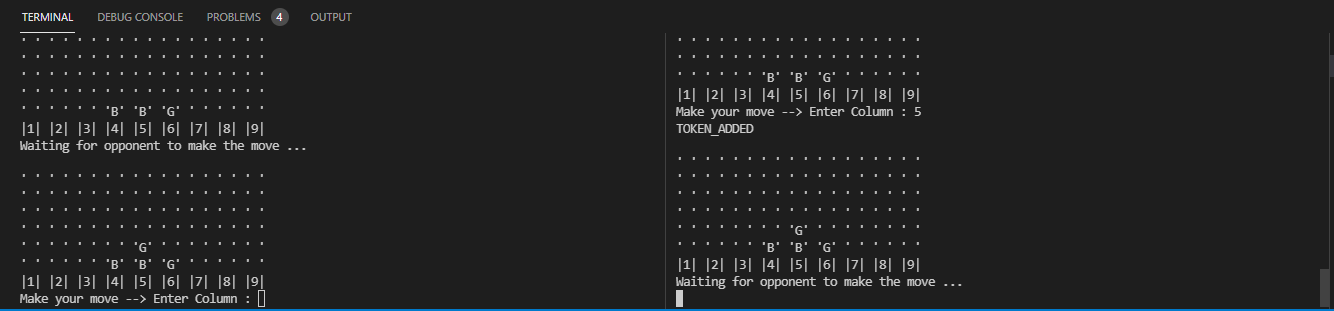 TERMINAL DEBUG CONSOLE PROBLEMS 4 OUTPUT
' ' ' ' ' ' ' ' ' ' ' ' ' ' ' ' ' '
' ' ' ' ' ' ' ' ' ' ' ' ' ' ' ' ' '
' ' ' ' ' ' ' ' ' ' ' ' ' ' ' ' ' '
' ' ' ' ' ' ' ' ' ' ' ' ' ' ' ' ' '
' ' ' ' ' ' 'B' 'B' 'G' ' ' ' ' ' '
|1| |2| |3| |4| |5| |6| |7| |8| |9|
Waiting for opponent to make the move ...
' ' ' ' ' ' ' ' ' ' ' ' ' ' ' ' ' '
' ' ' ' ' ' ' ' ' ' ' ' ' ' ' ' ' '
' ' ' ' ' ' ' ' ' ' ' ' ' ' ' ' ' '
' ' ' ' ' ' ' ' ' ' ' ' ' ' ' ' ' '
' ' ' ' ' ' ' ' 'G' ' ' ' ' ' ' ' '
' ' ' ' ' ' 'B' 'B' 'G' ' ' ' ' ' '
|1| |2| |3| |4| |5| |6| |7| |8| |9|
Make your move --> Enter Column :
' ' ' ' ' ' ' ' ' ' ' ' ' ' ' ' ' '
' ' ' ' ' ' ' ' ' ' ' ' ' ' ' ' ' '
' ' ' ' ' ' 'B' 'B' 'G' ' ' ' ' ' '
|1| |2| |3| |4| |5| |6| |7| |8| |9|
Make your move --> Enter Column : 5
TOKEN_ADDED
' ' ' ' ' ' ' ' ' ' ' ' ' ' ' ' ' '
' ' ' ' ' ' ' ' ' ' ' ' ' ' ' ' ' '
' ' ' ' ' ' ' ' ' ' ' ' ' ' ' ' ' '
' ' ' ' ' ' ' ' ' ' ' ' ' ' ' ' ' '
' ' ' ' ' ' ' ' 'G' ' ' ' ' ' ' ' '
' ' ' ' ' ' 'B' 'B' 'G' ' ' ' ' ' '
|1| |2| |3| |4| |5| |6| |7| |8| |9|
Waiting for opponent to make the move ...